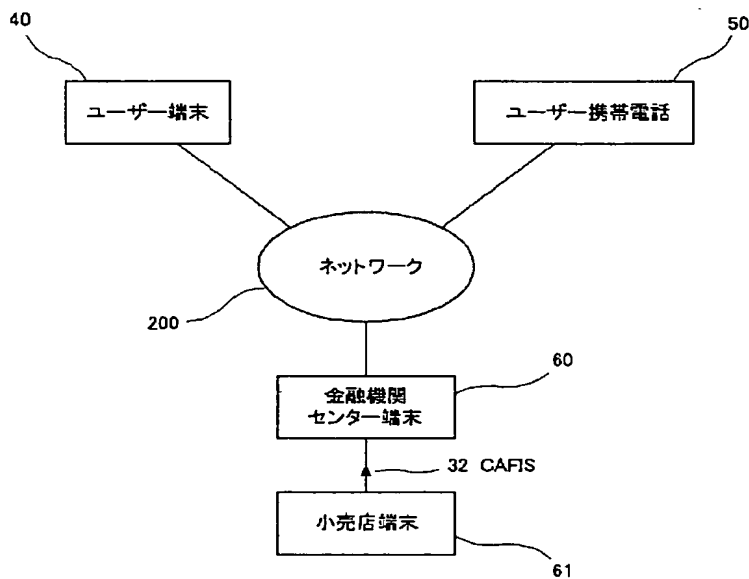 40
50
ユーザー端末
ユーザー携帯電話
ネットワーク
200
60
金融機関
センター端末
32 CAFIS
小売店端末
61